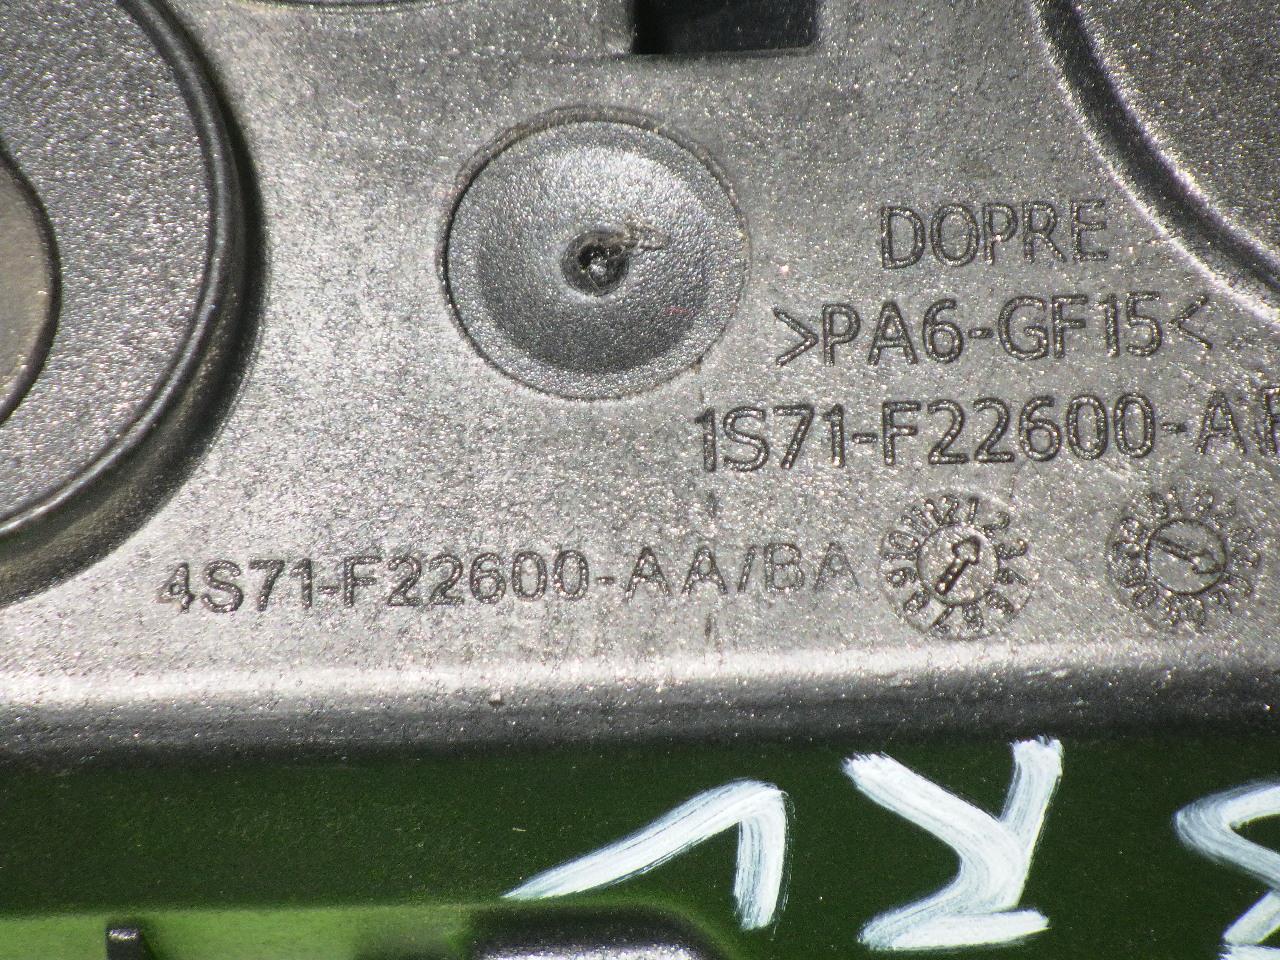 DOPRE
>PA6-GF15<
1S71-F22600-A
4S71-F22600-AA/BA